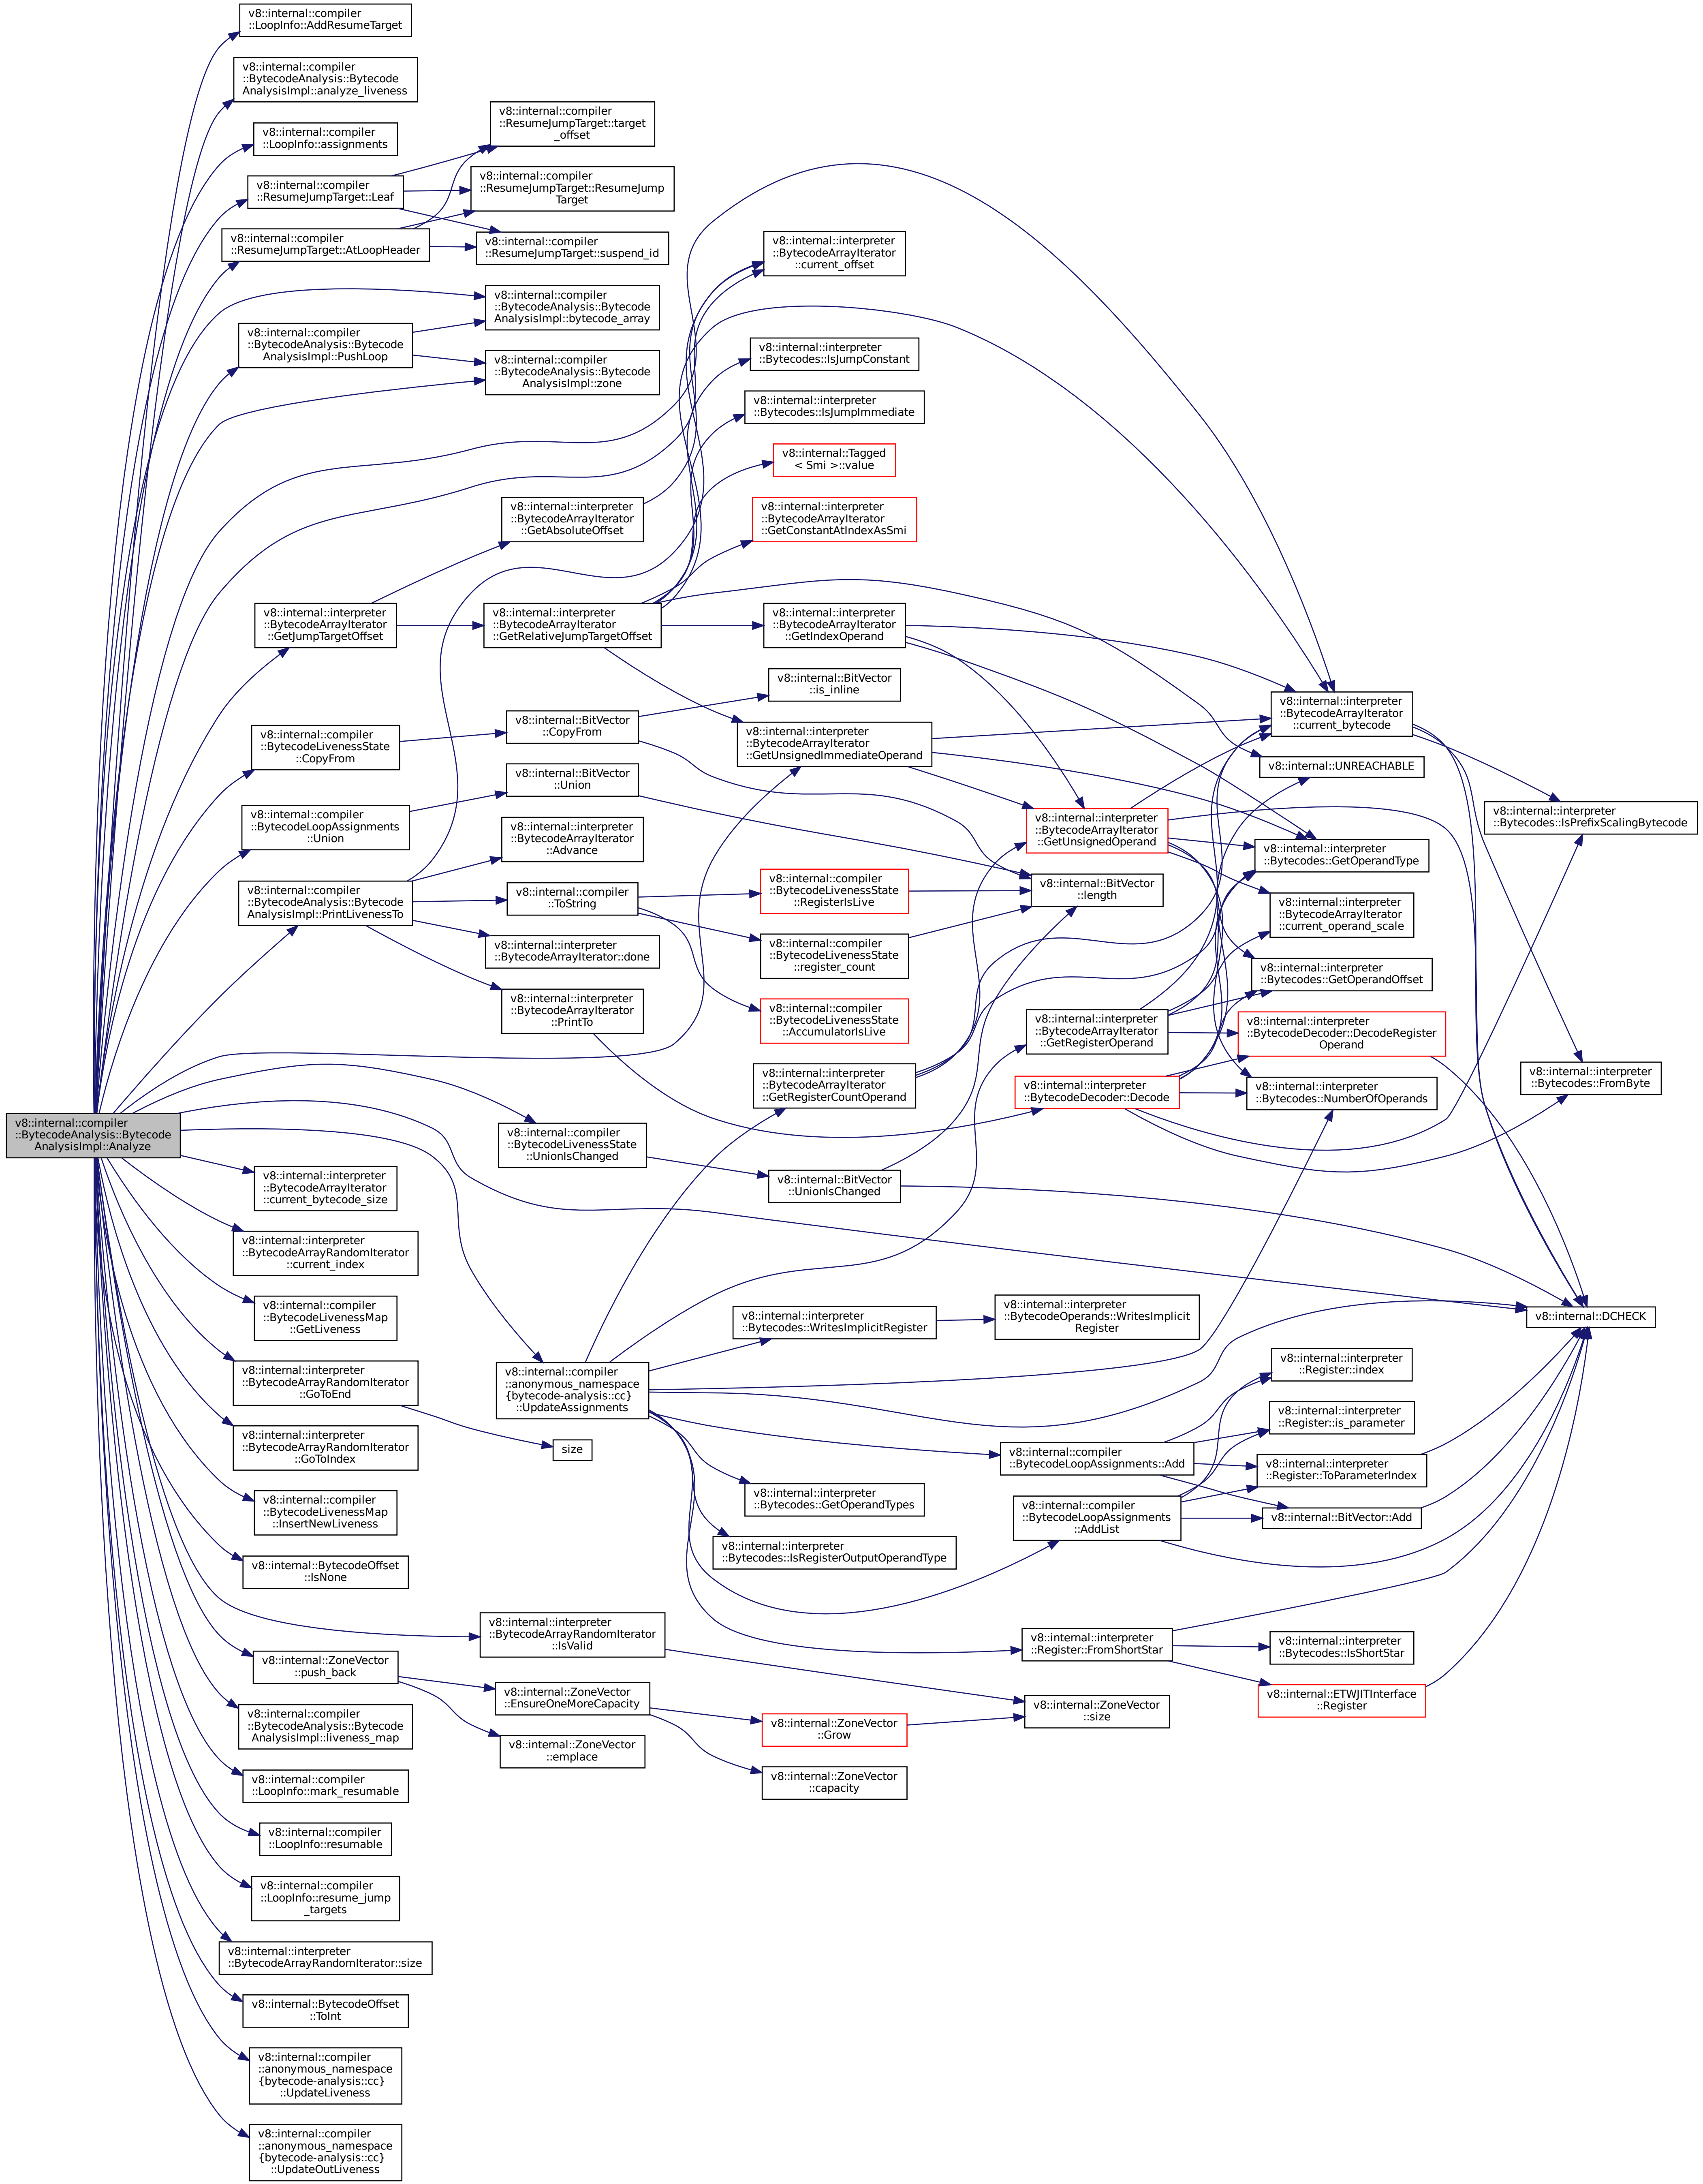 v8::internal::compiler
::LoopInfo::AddResumeTarget
v8::internal::compiler
::BytecodeAnalysis::Bytecode
AnalysisImpl::analyze_liveness
v8::internal::compiler
::LoopInfo::assignments
v8::internal::compiler
::ResumeJumpTarget::Leaf
v8::internal::compiler
::ResumeJumpTarget::AtLoopHeader
v8::internal::compiler
::BytecodeAnalysis::Bytecode
AnalysisImpl::PushLoop
v8::internal::interpreter
::BytecodeArrayIterator
::GetJumpTargetOffset
v8::internal::compiler
::BytecodeLivenessState
::CopyFrom
v8::internal::compiler
::BytecodeLoopAssignments
::Union
v8::internal::compiler
::BytecodeAnalysis::Bytecode
AnalysisImpl::PrintLivenessTo
v8::internal::compiler
::BytecodeAnalysis::Bytecode
AnalysisImpl::Analyze
v8::internal::interpreter
::BytecodeArrayIterator
::current_bytecode_size
v8::internal::interpreter
::BytecodeArrayRandomIterator
::current_index
v8::internal::compiler
::BytecodeLivenessMap
::GetLiveness
v8::internal::interpreter
::BytecodeArrayRandomIterator
::GoToEnd
v8::internal::interpreter
::BytecodeArrayRandomIterator
::GoToIndex
v8::internal::compiler
::BytecodeLivenessMap
::InsertNewLiveness
v8::internal::BytecodeOffset
::IsNone
v8::internal::ZoneVector
::push_back
v8::internal::compiler
::BytecodeAnalysis::Bytecode
AnalysisImpl::liveness_map
v8::internal::compiler
::LoopInfo::mark_resumable
v8::internal::compiler
::LoopInfo::resumable
v8::internal::compiler
::LoopInfo::resume_jump
_targets
v8::internal::interpreter
::BytecodeArrayRandomIterator::size
v8::internal::BytecodeOffset
::ToInt
v8::internal::compiler
::anonymous_namespace
{bytecode-analysis::cc}
::UpdateLiveness
v8::internal::compiler
::anonymous_namespace
{bytecode-analysis::cc}
::UpdateOutLiveness
v8::internal::compiler
::ResumeJumpTarget::target
_offset
v8::internal::compiler
::ResumeJumpTarget::ResumeJump
Target
v8::internal::compiler
::ResumeJumpTarget::suspend_id
v8::internal::compiler
::BytecodeAnalysis::Bytecode
AnalysisImpl::bytecode_array
v8::internal::compiler
::BytecodeAnalysis::Bytecode
AnalysisImpl::zone
v8::internal::interpreter
::BytecodeArrayIterator
::GetAbsoluteOffset
v8::internal::interpreter
::BytecodeArrayIterator
::GetRelativeJumpTargetOffset
v8::internal::BitVector
::CopyFrom
v8::internal::BitVector
::Union
v8::internal::interpreter
::BytecodeArrayIterator
::Advance
v8::internal::compiler
::ToString
v8::internal::interpreter
::BytecodeArrayIterator::done
v8::internal::interpreter
::BytecodeArrayIterator
::PrintTo
v8::internal::compiler
::BytecodeLivenessState
::UnionIsChanged
v8::internal::compiler
::anonymous_namespace
{bytecode-analysis::cc}
::UpdateAssignments
size
v8::internal::interpreter
::BytecodeArrayRandomIterator
::IsValid
v8::internal::ZoneVector
::EnsureOneMoreCapacity
v8::internal::ZoneVector
::emplace
v8::internal::interpreter
::BytecodeArrayIterator
::current_offset
v8::internal::interpreter
::Bytecodes::IsJumpConstant
v8::internal::interpreter
::Bytecodes::IsJumpImmediate
v8::internal::Tagged
< Smi >::value
v8::internal::interpreter
::BytecodeArrayIterator
::GetConstantAtIndexAsSmi
v8::internal::interpreter
::BytecodeArrayIterator
::GetIndexOperand
v8::internal::BitVector
::is_inline
v8::internal::interpreter
::BytecodeArrayIterator
::GetUnsignedImmediateOperand
v8::internal::compiler
::BytecodeLivenessState
::RegisterIsLive
v8::internal::compiler
::BytecodeLivenessState
::register_count
v8::internal::compiler
::BytecodeLivenessState
::AccumulatorIsLive
v8::internal::interpreter
::BytecodeArrayIterator
::GetRegisterCountOperand
v8::internal::BitVector
::UnionIsChanged
v8::internal::interpreter
::Bytecodes::WritesImplicitRegister
v8::internal::interpreter
::Bytecodes::GetOperandTypes
v8::internal::interpreter
::Bytecodes::IsRegisterOutputOperandType
v8::internal::ZoneVector
::Grow
v8::internal::ZoneVector
::capacity
v8::internal::interpreter
::BytecodeArrayIterator
::GetUnsignedOperand
v8::internal::BitVector
::length
v8::internal::interpreter
::BytecodeArrayIterator
::GetRegisterOperand
v8::internal::interpreter
::BytecodeDecoder::Decode
v8::internal::interpreter
::BytecodeOperands::WritesImplicit
Register
v8::internal::compiler
::BytecodeLoopAssignments::Add
v8::internal::compiler
::BytecodeLoopAssignments
::AddList
v8::internal::interpreter
::Register::FromShortStar
v8::internal::ZoneVector
::size
v8::internal::interpreter
::BytecodeArrayIterator
::current_bytecode
v8::internal::UNREACHABLE
v8::internal::interpreter
::Bytecodes::GetOperandType
v8::internal::interpreter
::BytecodeArrayIterator
::current_operand_scale
v8::internal::interpreter
::Bytecodes::GetOperandOffset
v8::internal::interpreter
::BytecodeDecoder::DecodeRegister
Operand
v8::internal::interpreter
::Bytecodes::NumberOfOperands
v8::internal::interpreter
::Register::index
v8::internal::interpreter
::Register::is_parameter
v8::internal::interpreter
::Register::ToParameterIndex
v8::internal::BitVector::Add
v8::internal::interpreter
::Bytecodes::IsShortStar
v8::internal::ETWJITInterface
::Register
v8::internal::interpreter
::Bytecodes::IsPrefixScalingBytecode
v8::internal::interpreter
::Bytecodes::FromByte
v8::internal::DCHECK